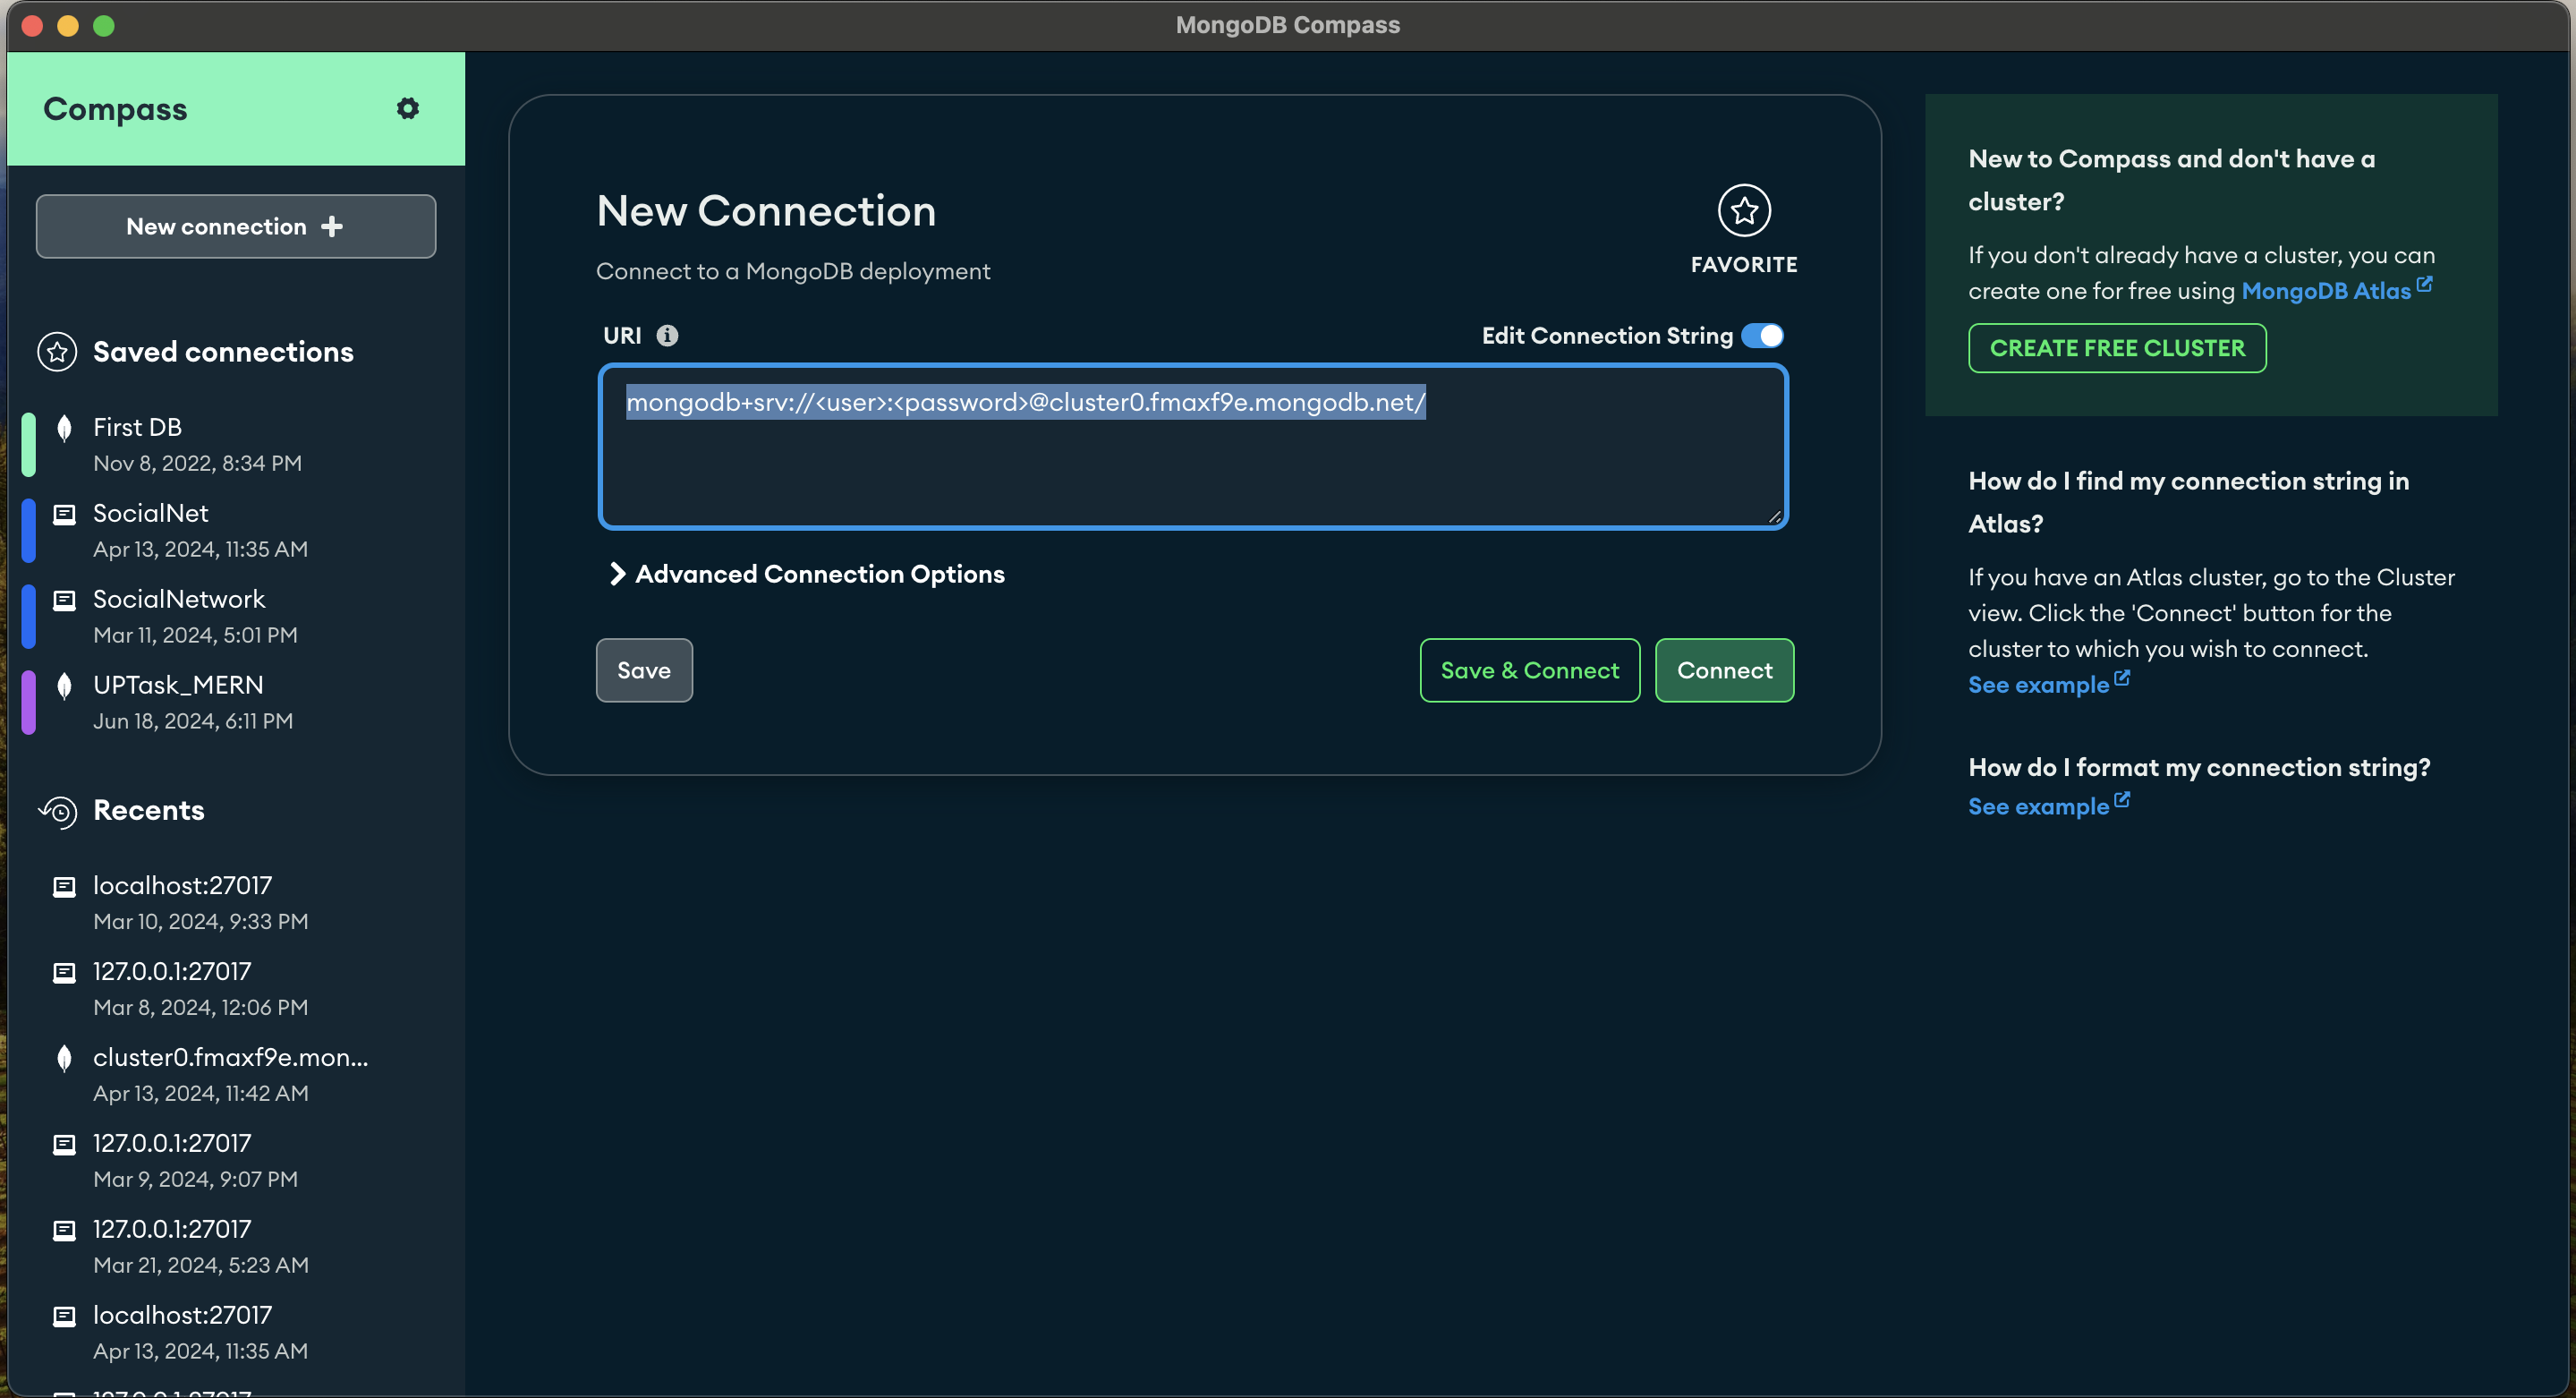 MongoDB Compass
Compass
New connection
Saved connections
First DB
Nov 8, 2022, 8:34 PM
SocialNet
Apr 13, 2024, 11:35 AM
SocialNetwork
Mar 11, 2024, 5:01 PM
UPTask_MERN
Jun 18, 2024, 6:11 PM
Recents
localhost:27017
Mar 10, 2024, 9:33 PM
127.0.0.1:27017
Mar 8, 2024, 12:06 PM
cluster0.fmaxf9e.mon...
Apr 13, 2024, 11:42 AM
127.0.0.1:27017
Mar 9, 2024, 9:07 PM
127.0.0.1:27017
Mar 21, 2024, 5:23 AM
localhost:27017
Apr 13, 2024, 11:35 AM
New Connection
Connect to a MongoDB deployment
FAVORITE
URI
Edit Connection String
mongodb+srv://<user>:<password>@cluster0.fmaxf9e.mongodb.net/
Advanced Connection Options
Save
Save & Connect
Connect
New to Compass and don't have a
cluster?
If you don't already have a cluster, you can
create one for free using MongoDB Atlas
CREATE FREE CLUSTER
How do I find my connection string in
Atlas?
If you have an Atlas cluster, go to the Cluster
view. Click the 'Connect' button for the
cluster to which you wish to connect.
See example
How do I format my connection string?
See example